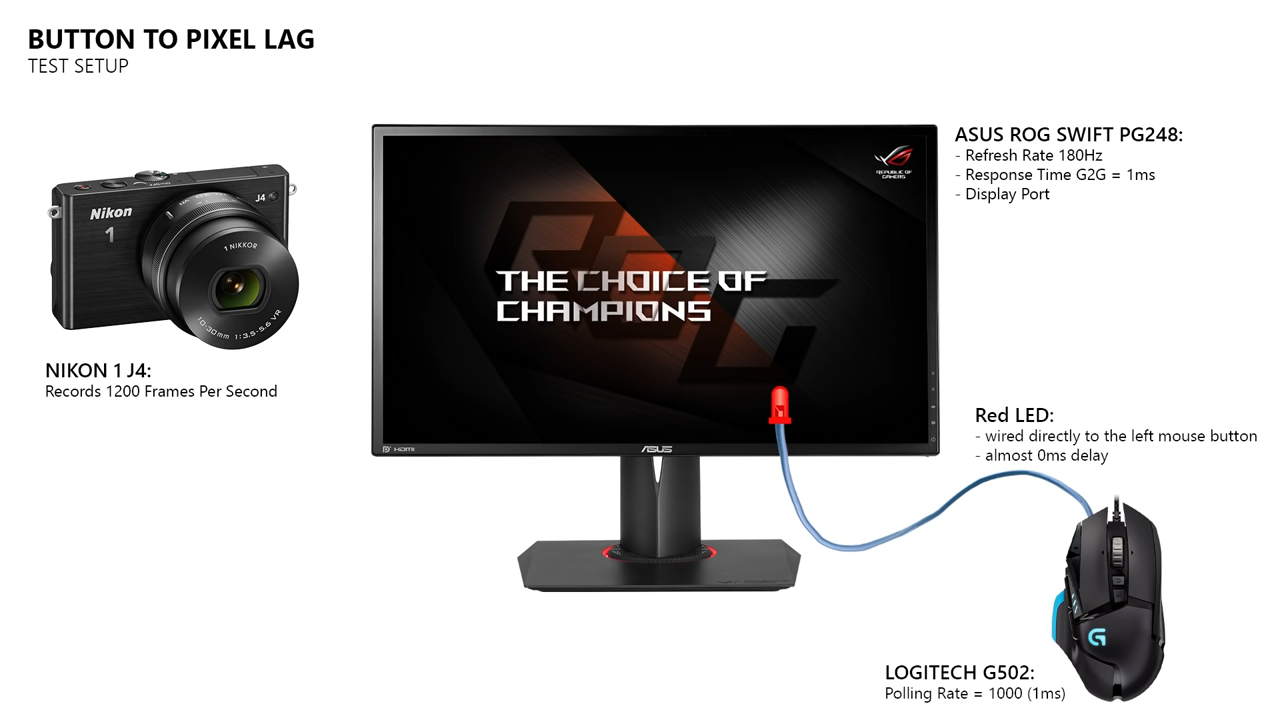 BUTTON TO PIXEL LAG
TEST SETUP
Nikon
1
J4
1 NIKKOR
10-30mm 1:3.5-5.6 VR
NIKON 1 J4:
Records 1200 Frames Per Second
REPUBLIC OF
GAMERS
THE CHOICE OF
CHAMPIONS
HDMI
ASUS
ASUS ROG SWIFT PG248:
- Refresh Rate 180Hz
- Response Time G2G = 1ms
- Display Port
Red LED:
- wired directly to the left mouse button
- almost 0ms delay
G
LOGITECH G502:
Polling Rate = 1000 (1ms)